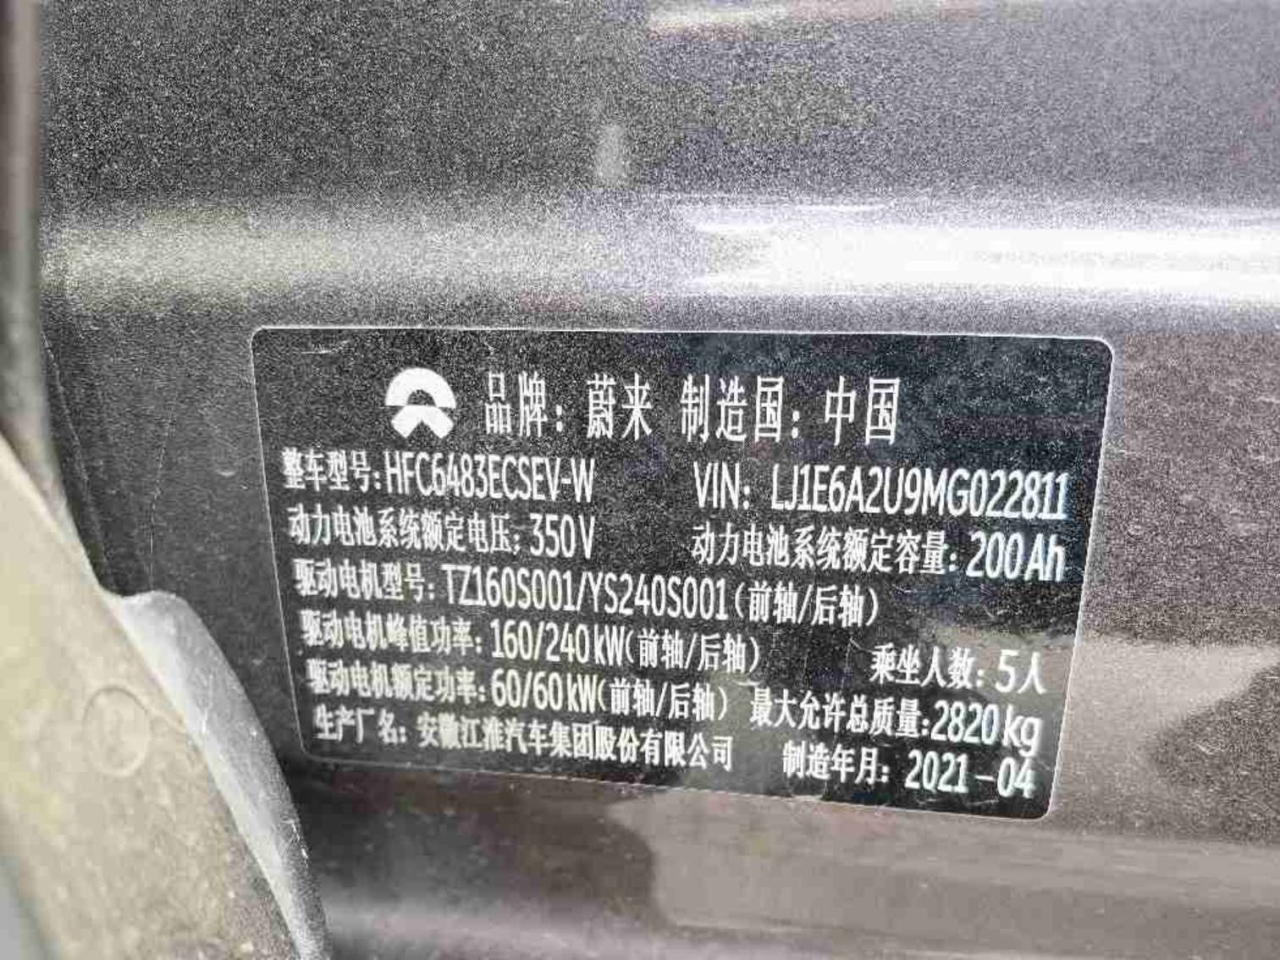 品牌：蔚来 制造国：中国
整车型号：HFC6483ECSEV-W VIN：LJ1E6A2U9MG022811
动力电池系统额定电压：350V 动力电池系统额定容量：200Ah
驱动电机型号：TZ160S001/YS240S001(前轴/后轴)
驱动电机峰值功率：160/240kW(前轴/后轴) 乘坐人数：5人
驱动电机额定功率：60/60kW(前轴/后轴) 最大允许总质量：2820kg
生产厂名：安徽江淮汽车集团股份有限公司 制造年月：2021-04